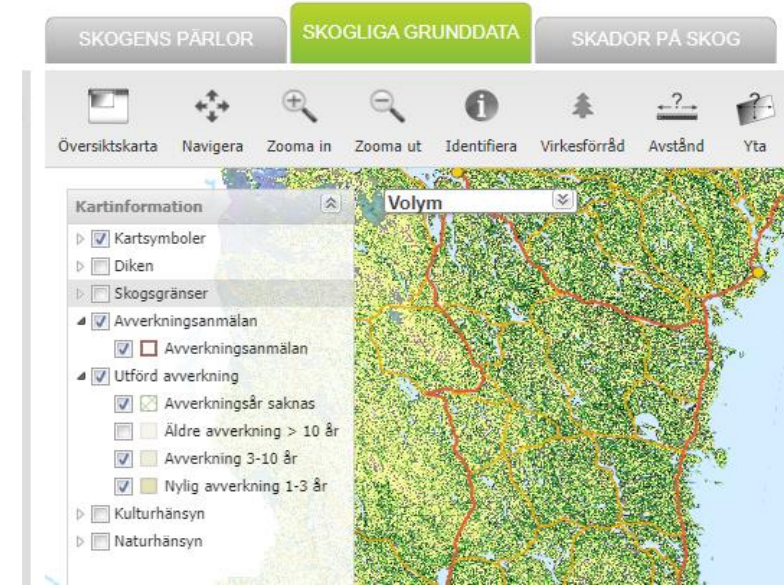 SKOGENS PÄRLOR
SKOGLIGA GRUNDDATA
SKADOR PÅ SKOG
Översiktskarta
Navigera
Zooma in
Zooma ut
Identifiera
Virkesförråd
Avstånd
Yta
Kartinformation
Volym
Kartsymboler
Diken
Skogsgränser
Avverkningsanmälan
Avverkningsanmälan
Utförd avverkning
Avverkningsår saknas
Äldre avverkning > 10 år
Avverkning 3-10 år
Nylig avverkning 1-3 år
Kulturhänsyn
Naturhänsyn